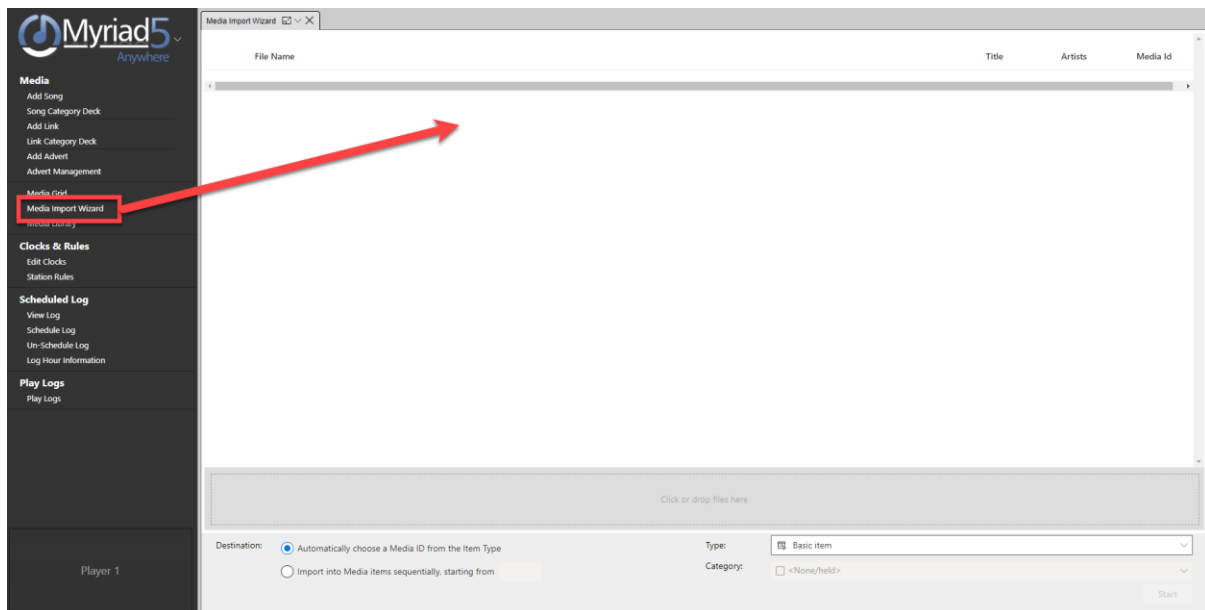 Myriad5
Anywhere
Media
Add Song
Song Category Deck
Add Link
Link Category Deck
Add Advert
Advert Management
Media Grid
Media Import Wizard
Media Library
Clocks & Rules
Edit Clocks
Station Rules
Scheduled Log
View Log
Schedule Log
Un-Schedule Log
Log Hour Information
Play Logs
Play Logs
Player 1
Media Import Wizard
File Name Title Artists Media Id
Click or drop files here
Destination: Automatically choose a Media ID from the Item Type Type: Basic item
Import into Media items sequentially, starting from Category: <None/held>
Start